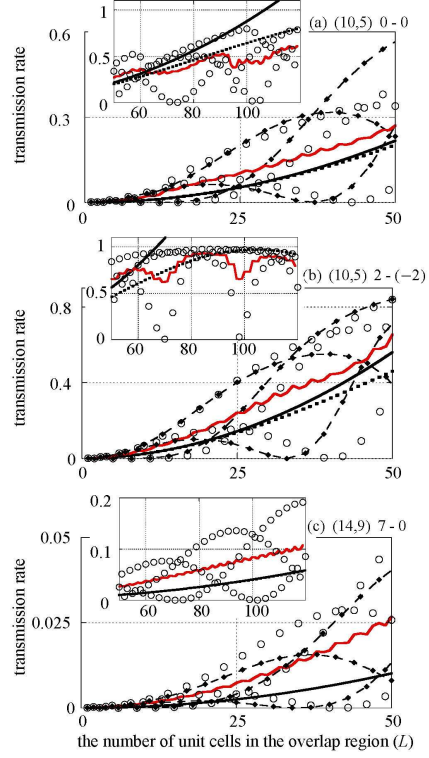 1
0.5
0
60 80 100
(a) (10,5) 0 - 0
0.6
0.3
0
0 25 50
transmission rate
1
0.5
0
60 80 100
(b) (10,5) 2 - (−2)
0.8
0.4
0
0 25 50
transmission rate
0.2
0.1
0
60 80 100
(c) (14,9) 7 - 0
0.05
0.025
0
0 25 50
transmission rate
the number of unit cells in the overlap region (L)